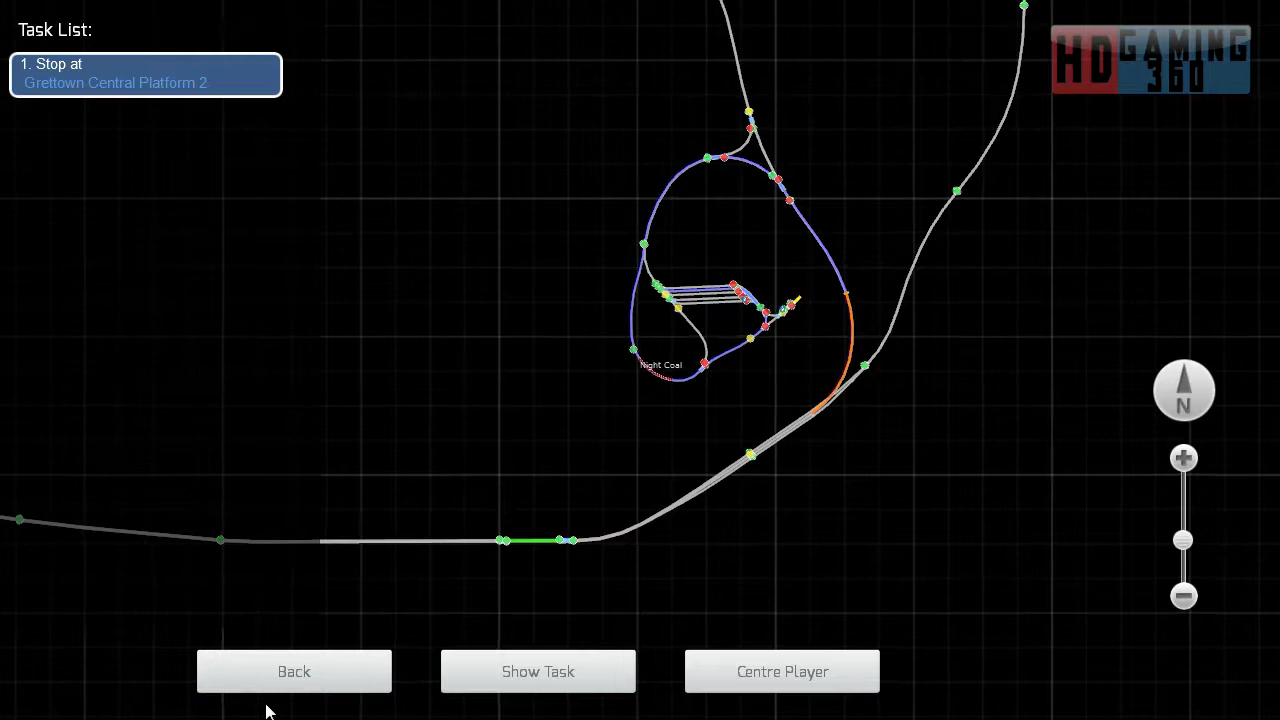 Task List:
1. Stop at
Grettown Central Platform 2
HD GAMING
360
Night Coal
N
Back
Show Task
Centre Player